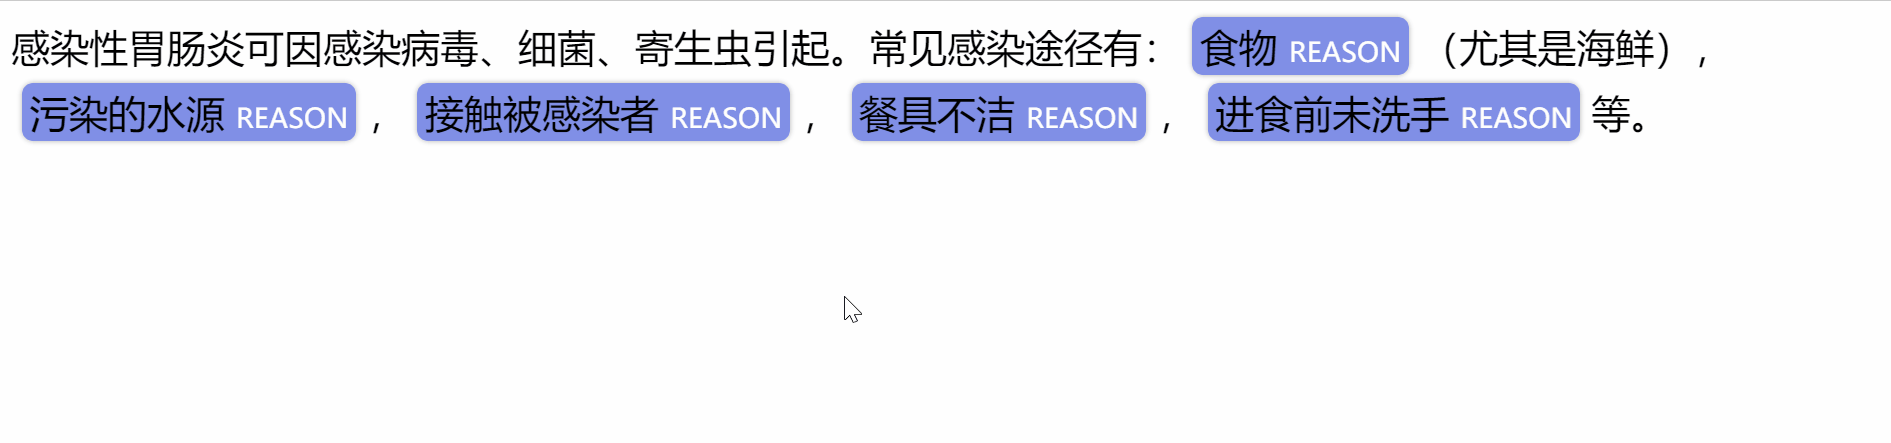 感染性胃肠炎可因感染病毒、细菌、寄生虫引起。常见感染途径有： 食物 REASON （尤其是海鲜），
污染的水源 REASON ， 接触被感染者 REASON ， 餐具不洁 REASON ， 进食前未洗手 REASON 等。